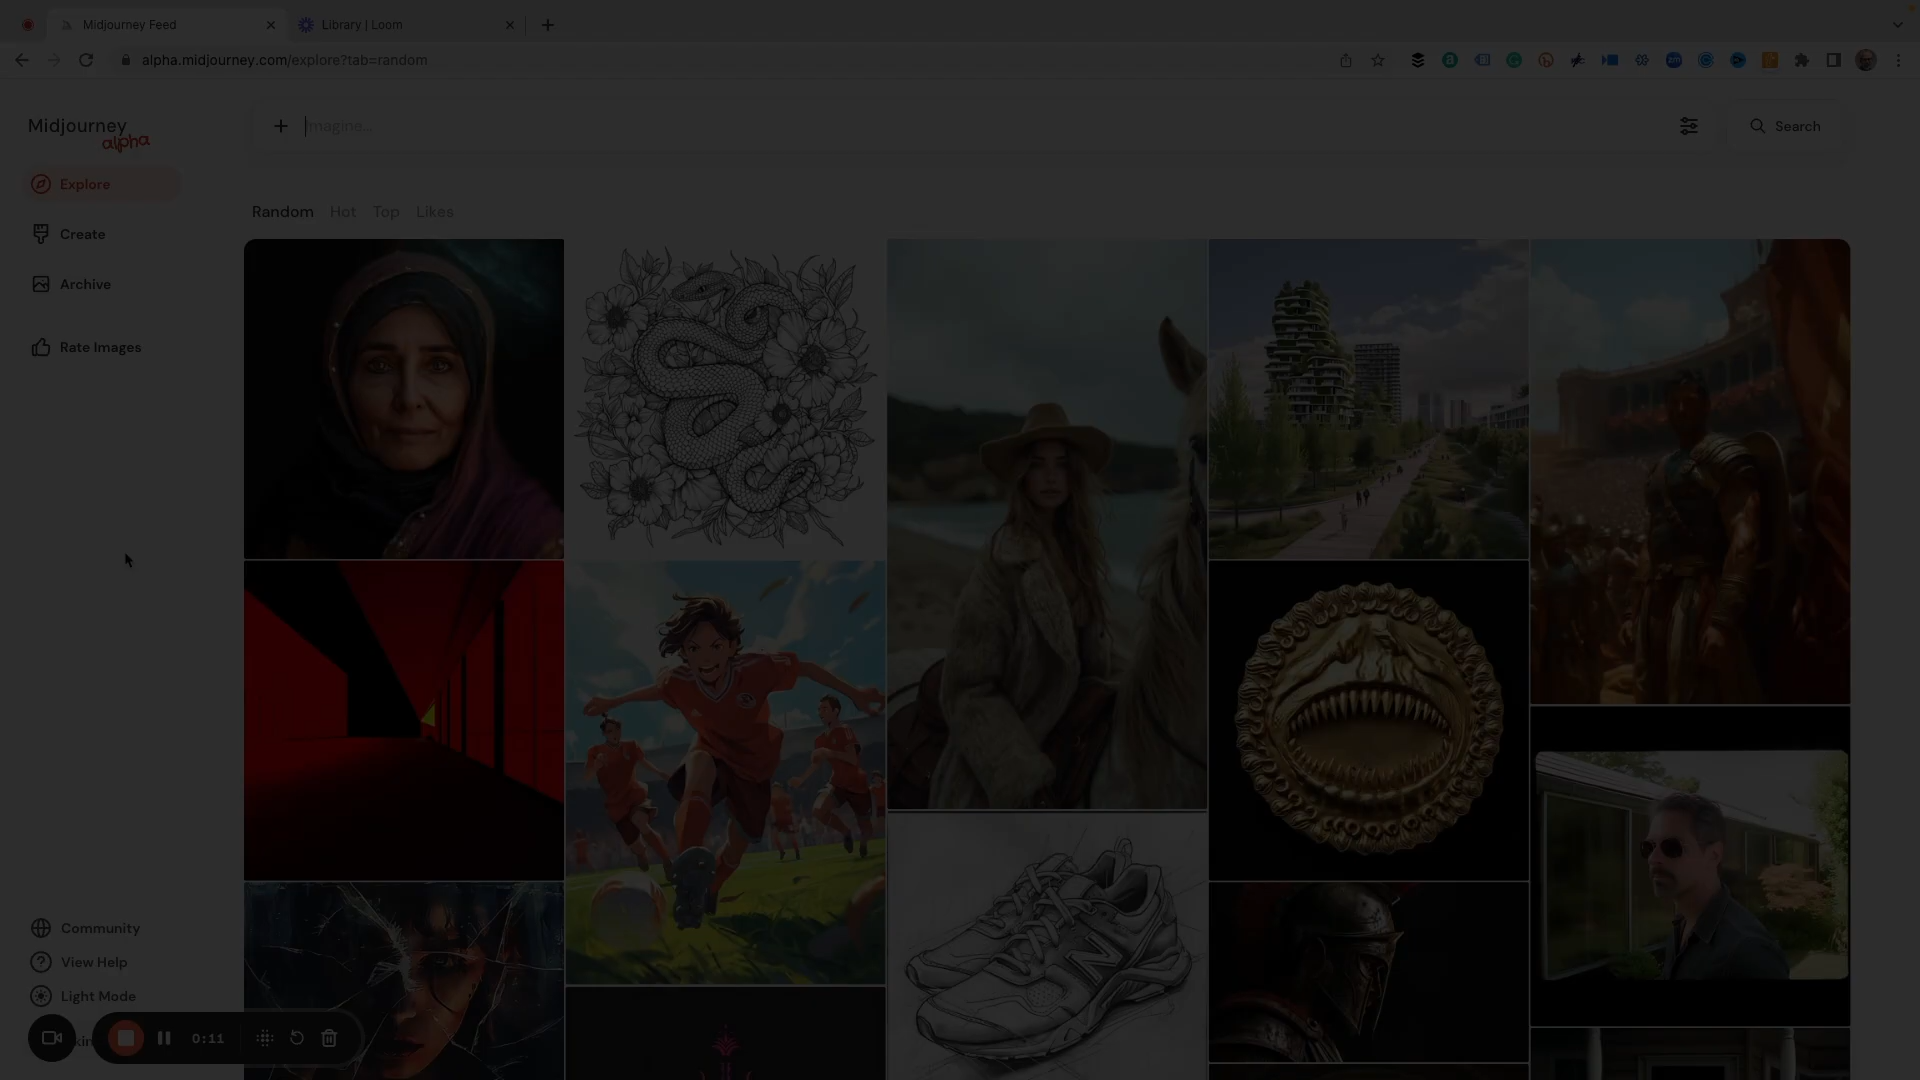 Midjourney Feed
Library | Loom
alpha.midjourney.com/explore?tab=random
Midjourney
alpha
Imagine...
Search
Explore
Create
Archive
Rate Images
Random Hot Top Likes
Community
View Help
Light Mode
0:11
N
zm
a